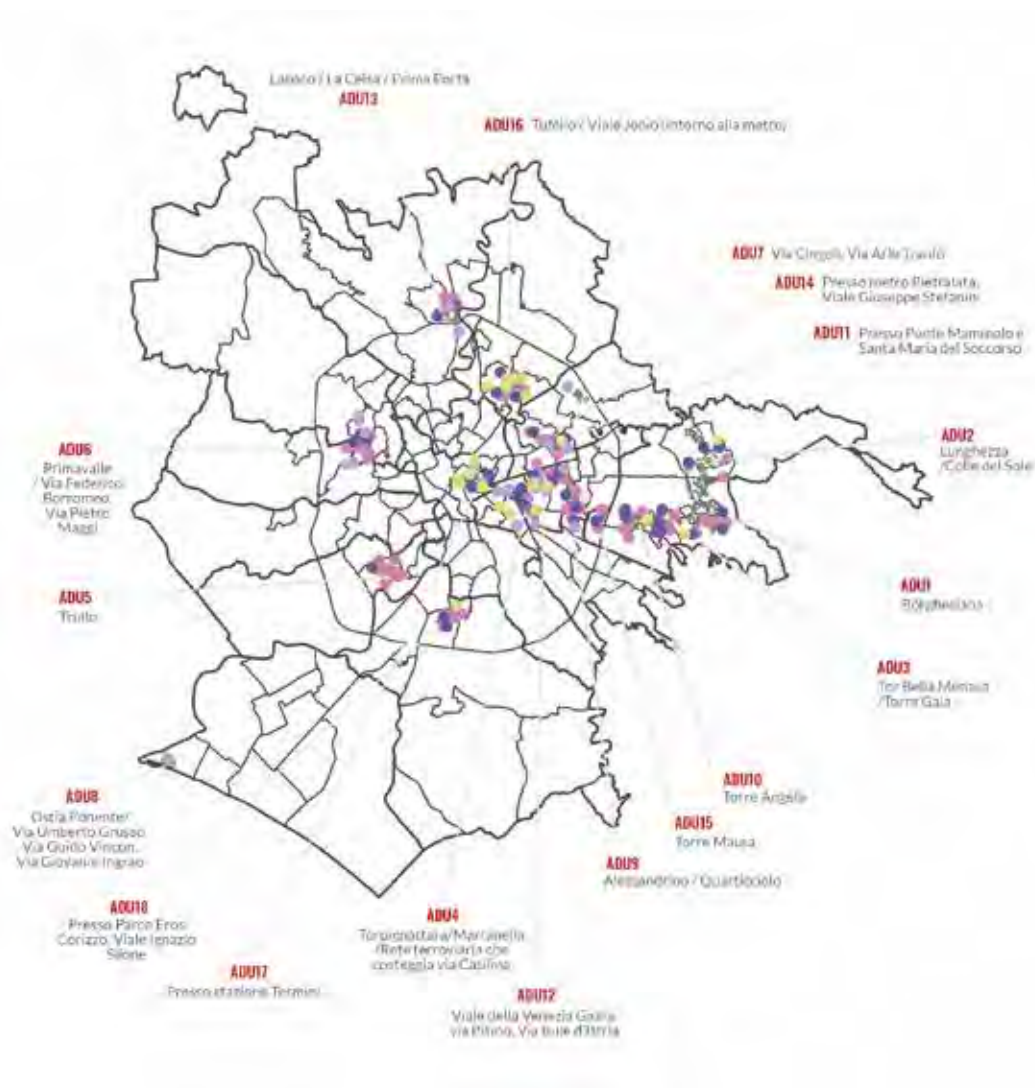 Labaro / La Celsa / Prima Porta
ADU13
ADU16 Tufello / Viale Jonio (intorno alla metro)
ADU7 Via Cingoli, Via Arle
ADU14 Presso metro Pietralata,
Viale Giuseppe Stefanini
ADU11 Presso Ponte Mammolo e
Santa Maria del Soccorso
ADU6
Primavalle
/ Via Federico
Borromeo,
Via Pietro
Maggi
ADU2
Lunghezza
/Colle del Sole
ADU5
Trullo
ADU1
Borghesiana
ADU3
Tor Bella Monaca
/Torre Gaia
ADU10
Torre Angela
ADU15
Torre Maura
ADU9
Alessandrino / Quarticciolo
ADU8
Ostia Ponente/
Via Umberto Grosso,
Via Guido Vincon,
Via Giovanni Ingrao
ADU18
Presso Parco Eros
Corizzo, Viale Ignazio
Silone
ADU4
Torpignattara/Marranella
/Rete ferroviaria che
costeggia via Casilina
ADU17
Presso stazione Termini
ADU12
Viale della Venezia Giulia,
via Pisino, Via Buie d'Istria